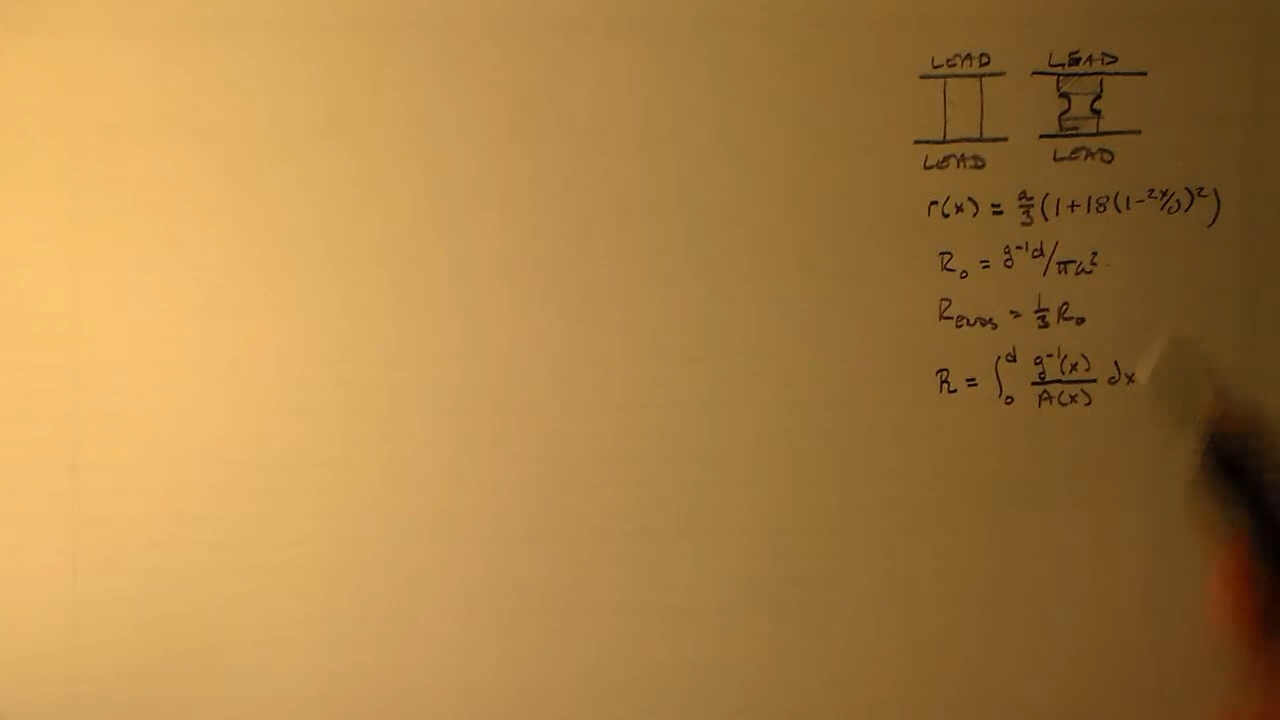 LEAD LEAD
LEAD LEAD
r(x) = a/3 (1+18(1-2x/d)²)
R₀ = g⁻¹d/πa²
R_ENDS = 1/3 R₀
R = ∫₀ᵈ g⁻¹(x)/A(x) dx